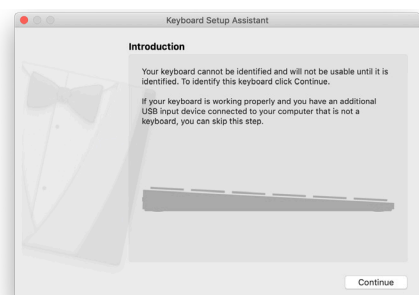 Keyboard Setup Assistant
Introduction
Your keyboard cannot be identified and will not be usable until it is
identified. To identify this keyboard click Continue.
If your keyboard is working properly and you have an additional
USB input device connected to your computer that is not a
keyboard, you can skip this step.
Continue